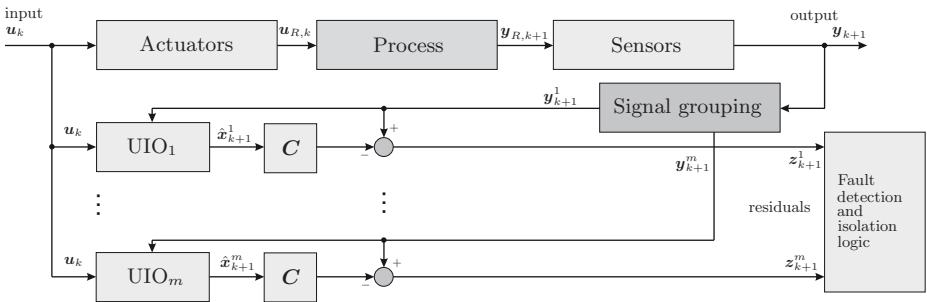 input
output
u_k
Actuators
u_{R,k}
Process
y_{R,k+1}
Sensors
y_{k+1}
y^1_{k+1}
Signal grouping
+
u_k
UIO_1
x̂^1_{k+1}
C
−
y^m_{k+1}
z^1_{k+1}
⋮
⋮
residuals
Fault
detection
and
isolation
logic
+
u_k
UIO_m
x̂^m_{k+1}
C
−
z^m_{k+1}